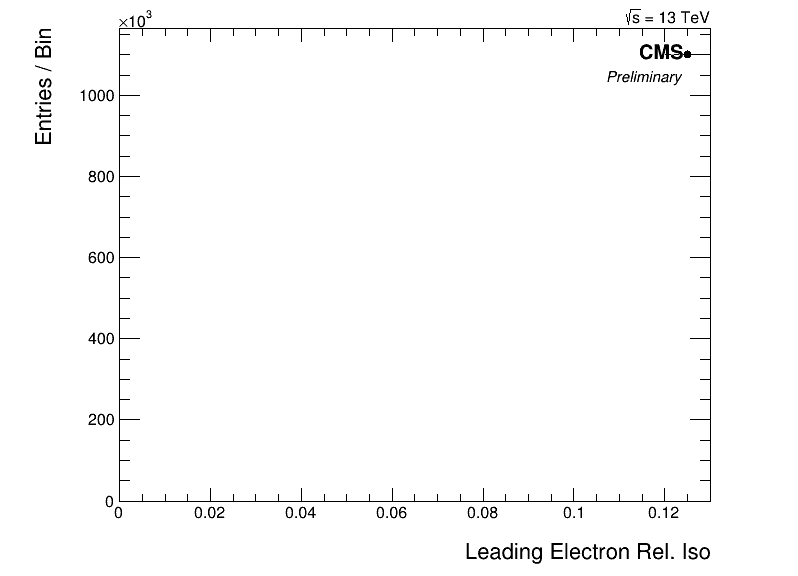 ×10³
√s = 13 TeV
CMS
Preliminary
Entries / Bin
1000
800
600
400
200
0
0 0.02 0.04 0.06 0.08 0.1 0.12
Leading Electron Rel. Iso